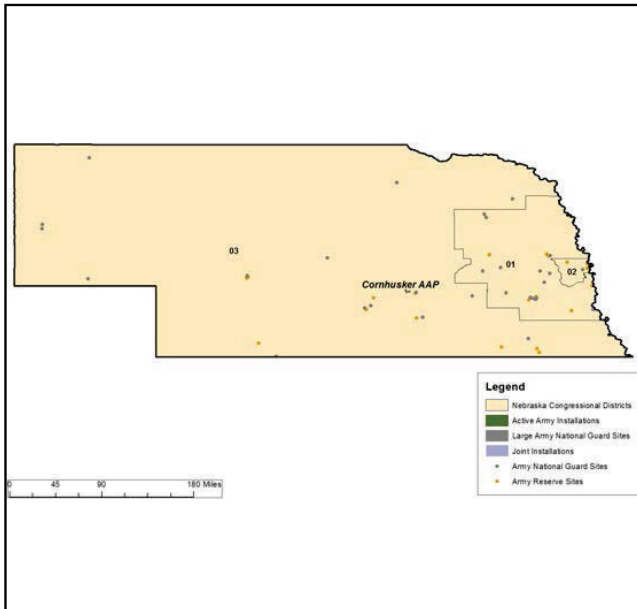 03
01
02
Cornhusker AAP
Legend
Nebraska Congressional Districts
Active Army Installations
Large Army National Guard Sites
Joint Installations
Army National Guard Sites
Army Reserve Sites
0 45 90 180 Miles